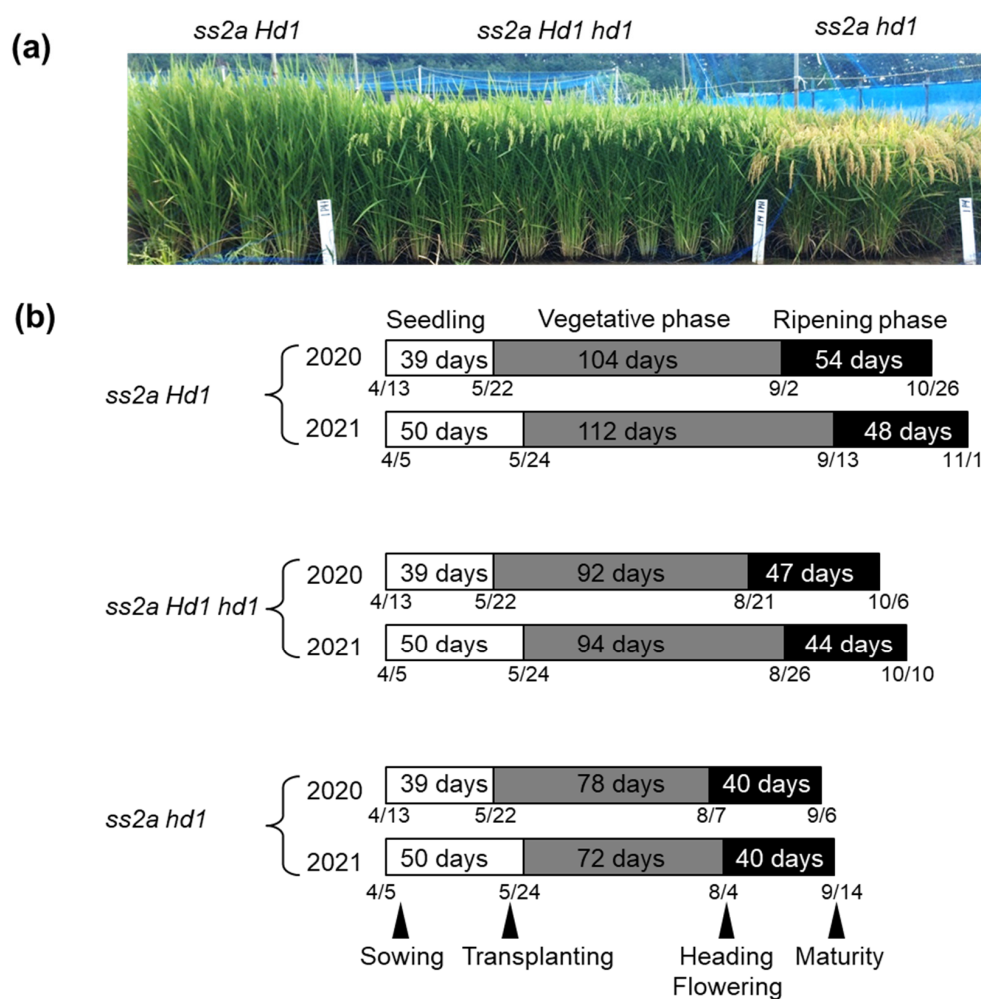 ss2a Hd1 ss2a Hd1 hd1 ss2a hd1
(a)
(b)
Seedling Vegetative phase Ripening phase
ss2a Hd1
2020 39 days 104 days 54 days
4/13 5/22 9/2 10/26
2021 50 days 112 days 48 days
4/5 5/24 9/13 11/1
ss2a Hd1 hd1
2020 39 days 92 days 47 days
4/13 5/22 8/21 10/6
2021 50 days 94 days 44 days
4/5 5/24 8/26 10/10
ss2a hd1
2020 39 days 78 days 40 days
4/13 5/22 8/7 9/6
2021 50 days 72 days 40 days
4/5 5/24 8/4 9/14
Sowing Transplanting Heading Maturity
Flowering